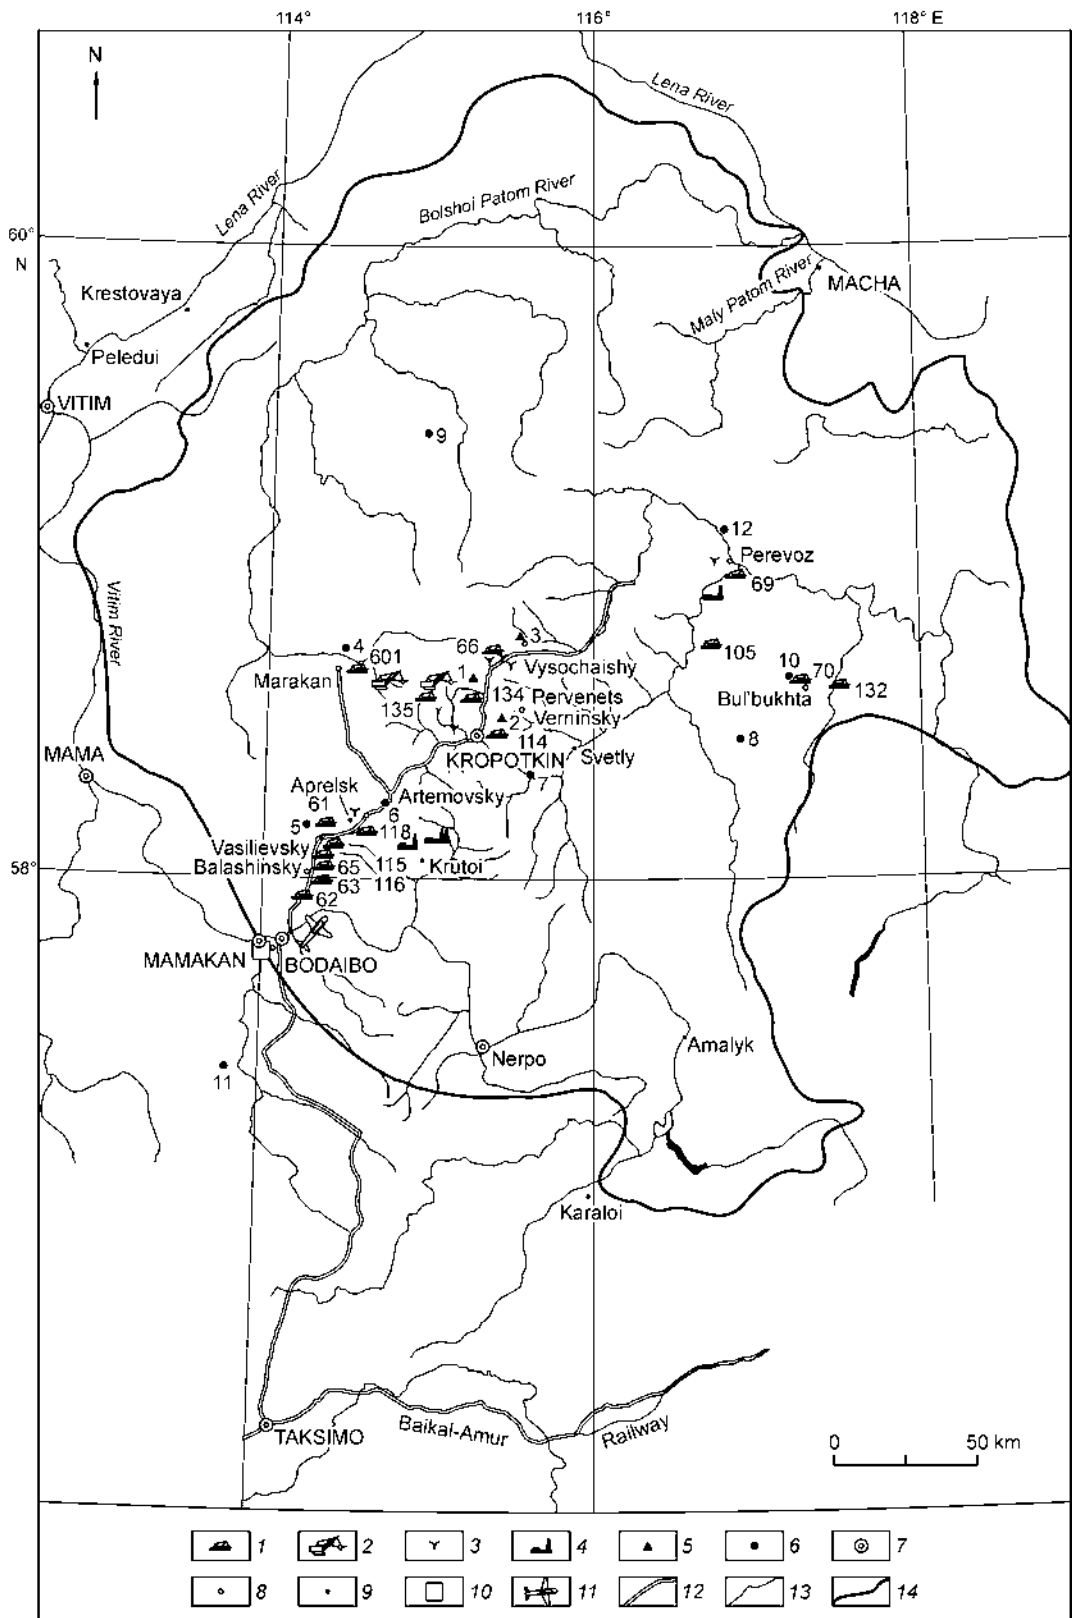 114°
116°
118° E
N
Lena River
Lena River
Bolshoi Patom River
60°
N
Maly Patom River
MACHA
Krestovaya
Peledui
VITIM
9
12
Perevoz
69
Vitim River
3
66
4
601
Vysochaishy
105
Marakan
1
10
70
134
Pervenets
135
132
Bul'bukhta
2
Verninsky
114
8
MAMA
KROPOTKIN
Svetly
7
Aprelsk
Artemovsky
61
6
5
118
Vasilievsky
115
Krutoi
Balashinsky
65
58°
63
116
62
MAMAKAN
BODAIBO
Amalyk
Nerpo
11
Karaloi
TAKSIMO
Baikal-Amur
Railway
0 50 km
1 2 3 4 5 6 7
8 9 10 11 12 13 14